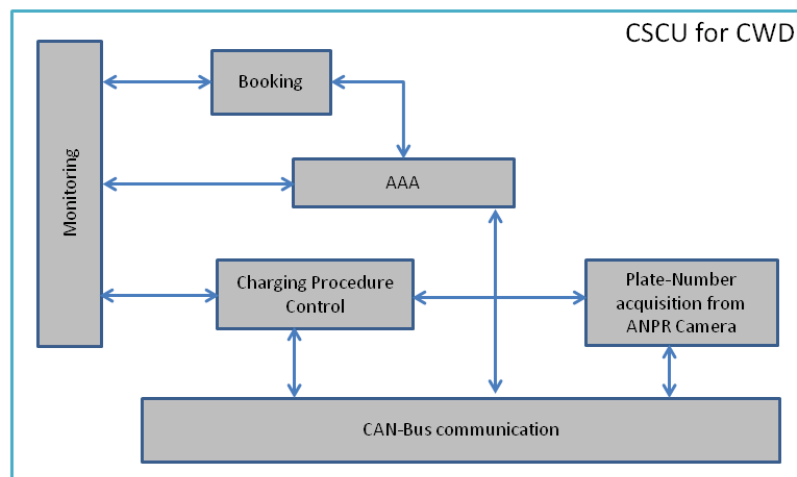 CSCU for CWD
Monitoring
Booking
AAA
Charging Procedure
Control
Plate-Number
acquisition from
ANPR Camera
CAN-Bus communication